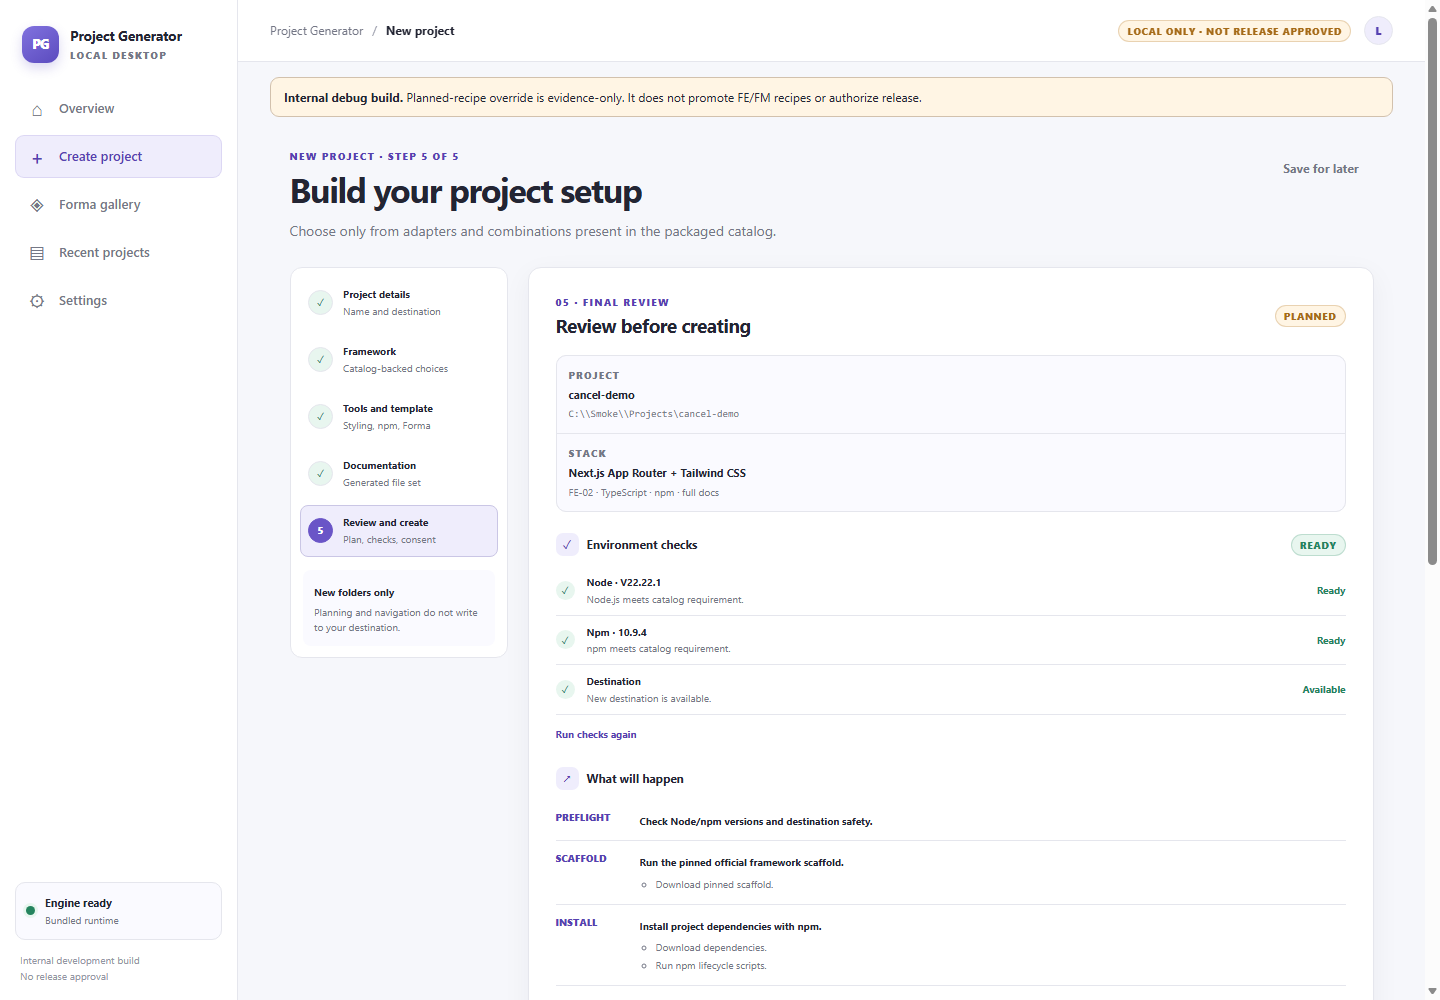 PG
Project Generator
LOCAL DESKTOP
Overview
Create project
Forma gallery
Recent projects
Settings
Engine ready
Bundled runtime
Internal development build
No release approval
Project Generator / New project
LOCAL ONLY · NOT RELEASE APPROVED
L
Internal debug build. Planned-recipe override is evidence-only. It does not promote FE/FM recipes or authorize release.
NEW PROJECT · STEP 5 OF 5
Build your project setup
Choose only from adapters and combinations present in the packaged catalog.
Save for later
Project details
Name and destination
Framework
Catalog-backed choices
Tools and template
Styling, npm, Forma
Documentation
Generated file set
5
Review and create
Plan, checks, consent
New folders only
Planning and navigation do not write
to your destination.
05 · FINAL REVIEW
Review before creating
PLANNED
PROJECT
cancel-demo
C:\\Smoke\\Projects\cancel-demo
STACK
Next.js App Router + Tailwind CSS
FE-02 · TypeScript · npm · full docs
Environment checks
READY
Node · V22.22.1
Node.js meets catalog requirement.
Ready
Npm · 10.9.4
npm meets catalog requirement.
Ready
Destination
New destination is available.
Available
Run checks again
What will happen
PREFLIGHT
Check Node/npm versions and destination safety.
SCAFFOLD
Run the pinned official framework scaffold.
Download pinned scaffold.
INSTALL
Install project dependencies with npm.
Download dependencies.
Run npm lifecycle scripts.